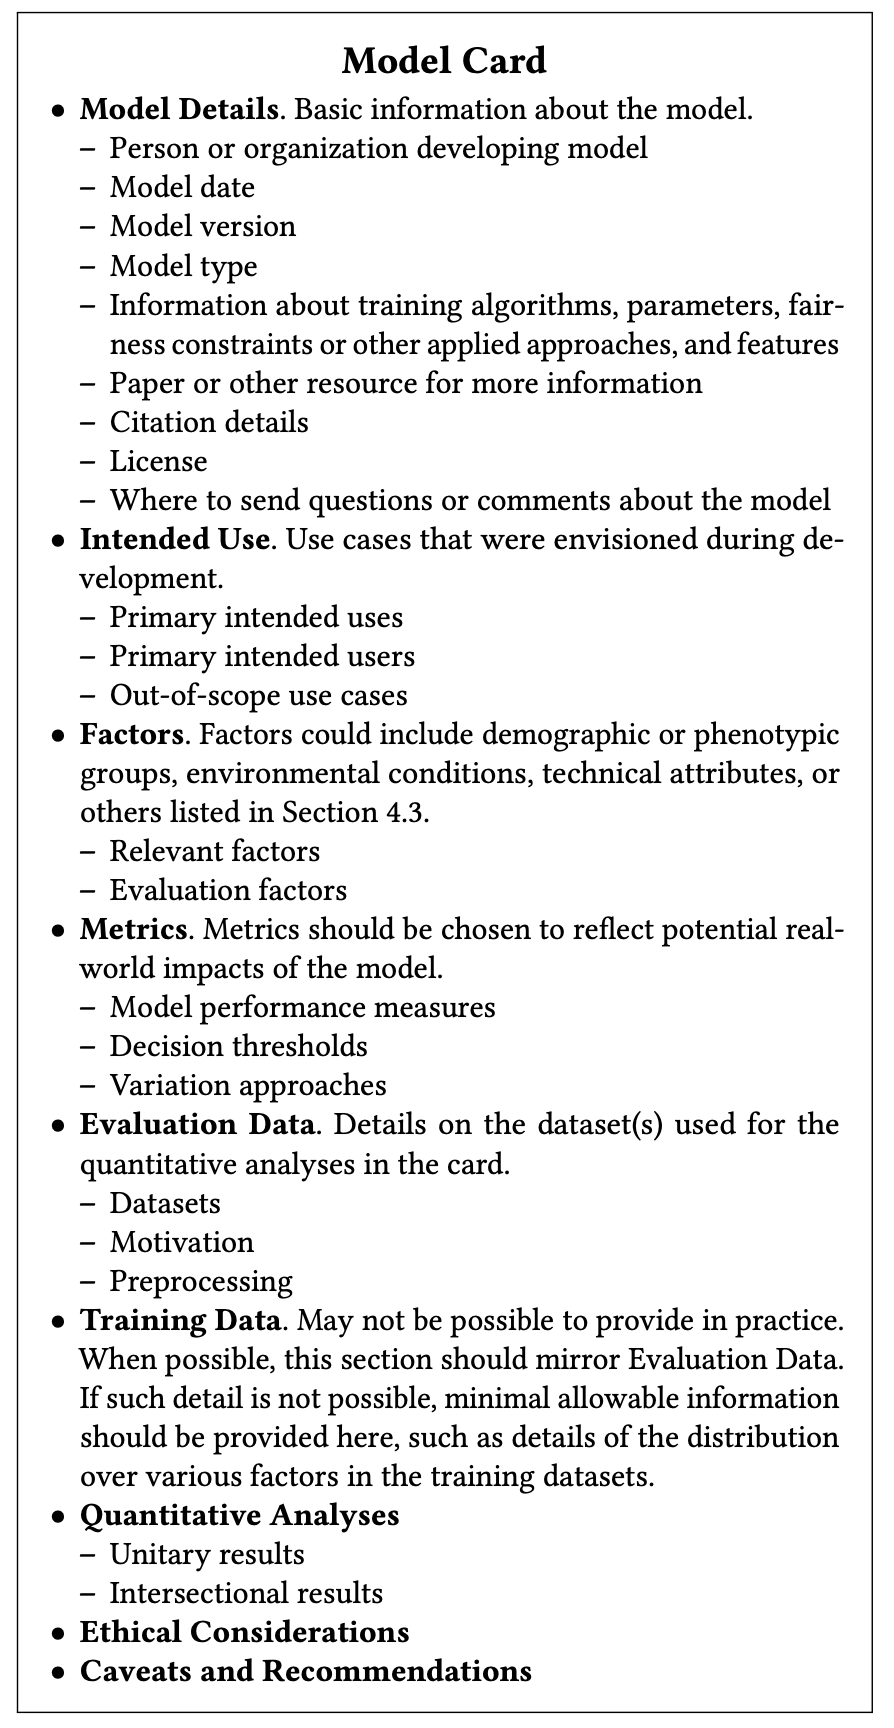 Model Card
• Model Details. Basic information about the model.
– Person or organization developing model
– Model date
– Model version
– Model type
– Information about training algorithms, parameters, fair-
ness constraints or other applied approaches, and features
– Paper or other resource for more information
– Citation details
– License
– Where to send questions or comments about the model
• Intended Use. Use cases that were envisioned during de-
velopment.
– Primary intended uses
– Primary intended users
– Out-of-scope use cases
• Factors. Factors could include demographic or phenotypic
groups, environmental conditions, technical attributes, or
others listed in Section 4.3.
– Relevant factors
– Evaluation factors
• Metrics. Metrics should be chosen to reflect potential real-
world impacts of the model.
– Model performance measures
– Decision thresholds
– Variation approaches
• Evaluation Data. Details on the dataset(s) used for the
quantitative analyses in the card.
– Datasets
– Motivation
– Preprocessing
• Training Data. May not be possible to provide in practice.
When possible, this section should mirror Evaluation Data.
If such detail is not possible, minimal allowable information
should be provided here, such as details of the distribution
over various factors in the training datasets.
• Quantitative Analyses
– Unitary results
– Intersectional results
• Ethical Considerations
• Caveats and Recommendations